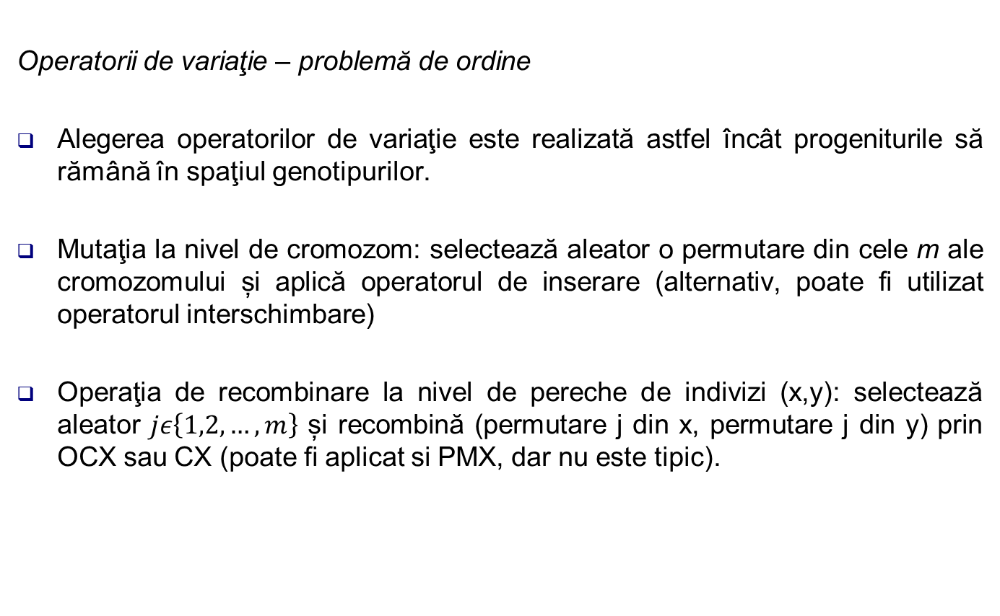 Operatorii de variaţie – problemă de ordine
Alegerea operatorilor de variaţie este realizată astfel încât progeniturile să
rămână în spaţiul genotipurilor.
Mutaţia la nivel de cromozom: selectează aleator o permutare din cele m ale
cromozomului și aplică operatorul de inserare (alternativ, poate fi utilizat
operatorul interschimbare)
Operaţia de recombinare la nivel de pereche de indivizi (x,y): selectează
aleator jϵ{1,2, … , m} și recombină (permutare j din x, permutare j din y) prin
OCX sau CX (poate fi aplicat si PMX, dar nu este tipic).